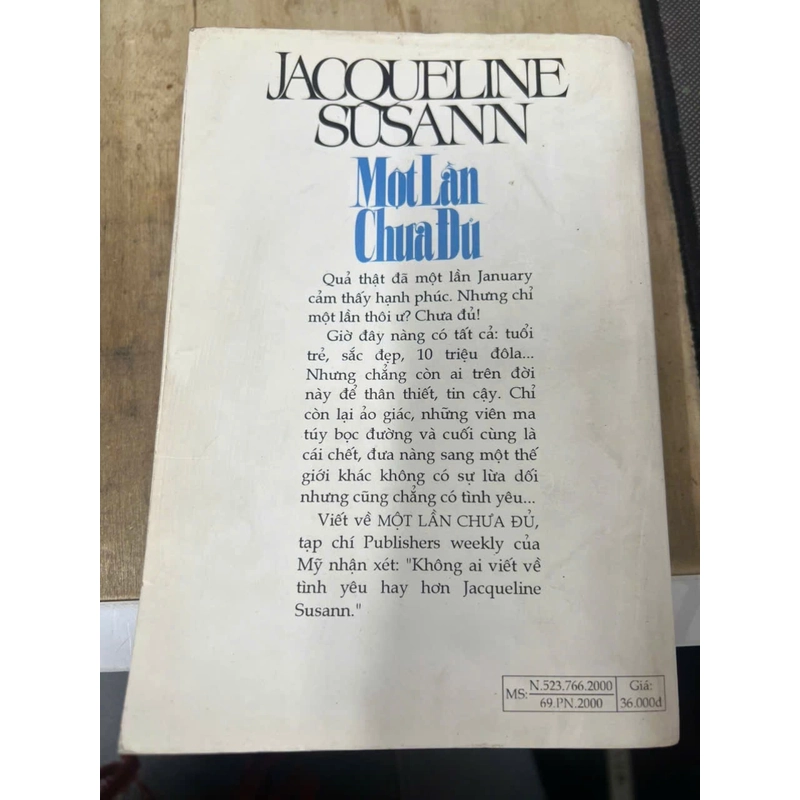 JACQUELINE
SUSANN
Một Lần
Chưa Đủ
Quả thật đã một lần January
cảm thấy hạnh phúc. Nhưng chỉ
một lần thôi ư? Chưa đủ!
Giờ đây nàng có tất cả: tuổi
trẻ, sắc đẹp, 10 triệu đôla...
Nhưng chẳng còn ai trên đời
này để thân thiết, tin cậy. Chỉ
còn lại ảo giác, những viên ma
túy bọc đường và cuối cùng là
cái chết, đưa nàng sang một thế
giới khác không có sự lừa dối
nhưng cũng chẳng có tình yêu...
Viết về MỘT LẦN CHƯA ĐỦ,
tạp chí Publishers weekly của
Mỹ nhận xét: "Không ai viết về
tình yêu hay hơn Jacqueline
Susann."
MS: N.523.766.2000 Giá:
69.PN.2000 36.000đ